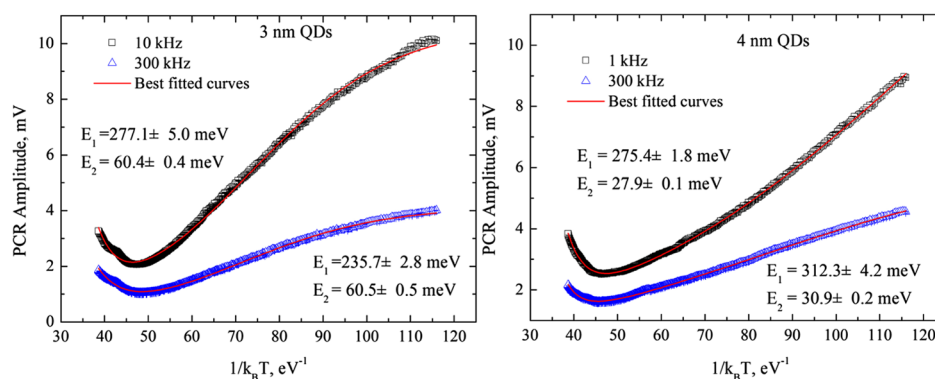 3 nm QDs
10 kHz
300 kHz
Best fitted curves
E1 =277.1± 5.0 meV
E2 = 60.4± 0.4 meV
E1 =235.7± 2.8 meV
E2 = 60.5± 0.5 meV
PCR Amplitude, mV
10
8
6
4
2
0
30 40 50 60 70 80 90 100 110 120
1/kBT, eV-1
4 nm QDs
1 kHz
300 kHz
Best fitted curves
E1 =275.4± 1.8 meV
E2 = 27.9± 0.1 meV
E1 =312.3± 4.2 meV
E2 = 30.9± 0.2 meV
PCR Amplitude, mV
10
8
6
4
2
30 40 50 60 70 80 90 100 110 120
1/kBT, eV-1